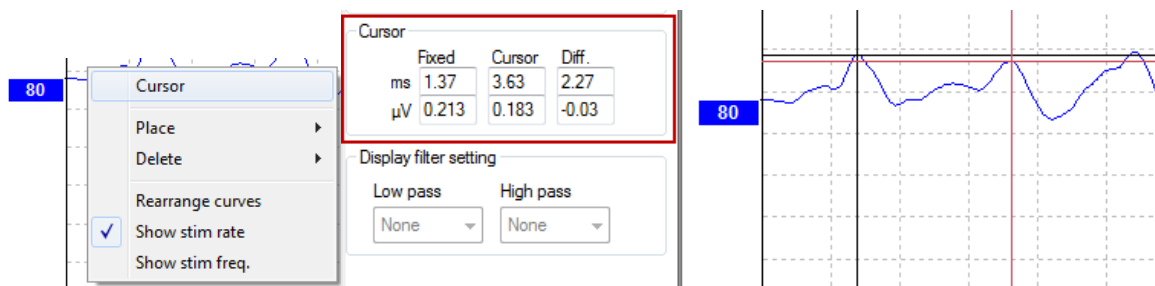 80
Cursor
Place
Delete
Rearrange curves
Show stim rate
Show stim freq.
Cursor
Fixed Cursor Diff.
ms 1.37 3.63 2.27
µV 0.213 0.183 -0.03
Display filter setting
Low pass High pass
None None
80